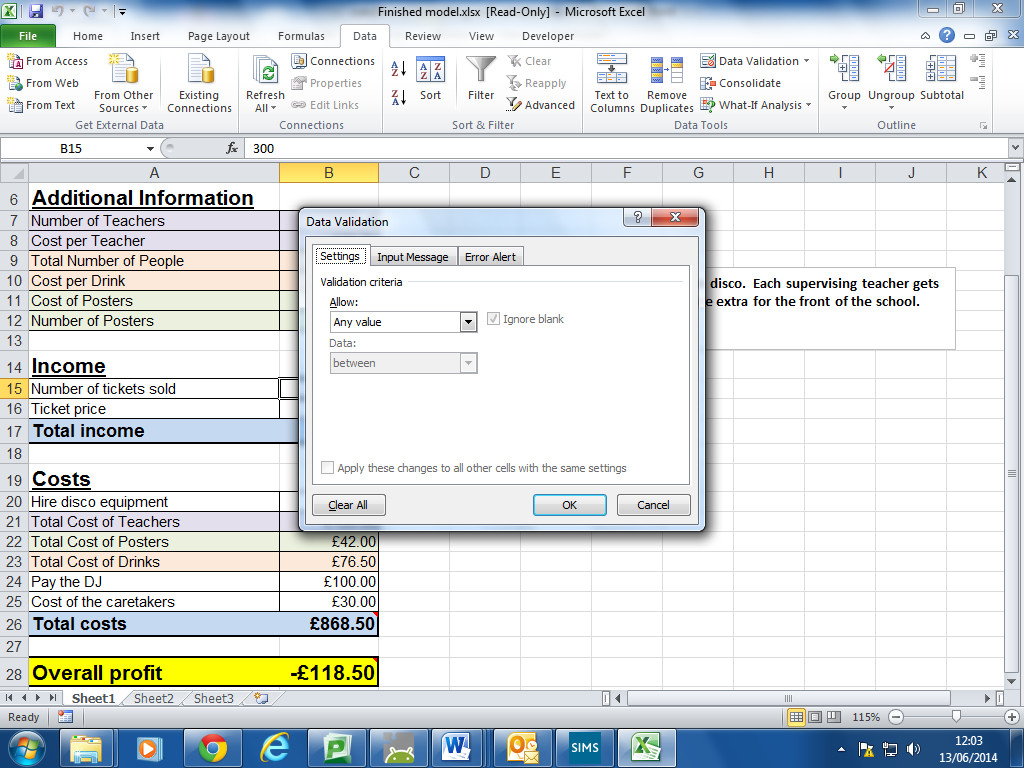 Finished model.xlsx [Read-Only] - Microsoft Excel
File Home Insert Page Layout Formulas Data Review View Developer
From Access
From Web
From Text
From Other Sources
Existing Connections
Get External Data
Refresh All
Connections
Properties
Edit Links
Connections
Sort
Filter
Clear
Reapply
Advanced
Sort & Filter
Text to Columns
Remove Duplicates
Data Validation
Consolidate
What-If Analysis
Data Tools
Group
Ungroup
Subtotal
Outline
B15 fx 300
A B C D E F G H I J K
6 Additional Information
7 Number of Teachers
8 Cost per Teacher
9 Total Number of People
10 Cost per Drink
11 Cost of Posters
12 Number of Posters
13
14 Income
15 Number of tickets sold
16 Ticket price
17 Total income
18
19 Costs
20 Hire disco equipment
21 Total Cost of Teachers
22 Total Cost of Posters £42.00
23 Total Cost of Drinks £76.50
24 Pay the DJ £100.00
25 Cost of the caretakers £30.00
26 Total costs £868.50
27
28 Overall profit -£118.50
disco. Each supervising teacher gets
e extra for the front of the school.
Data Validation
Settings Input Message Error Alert
Validation criteria
Allow:
Any value
Ignore blank
Data:
between
Apply these changes to all other cells with the same settings
Clear All OK Cancel
Sheet1 Sheet2 Sheet3
Ready 115%
SIMS
12:03
13/06/2014